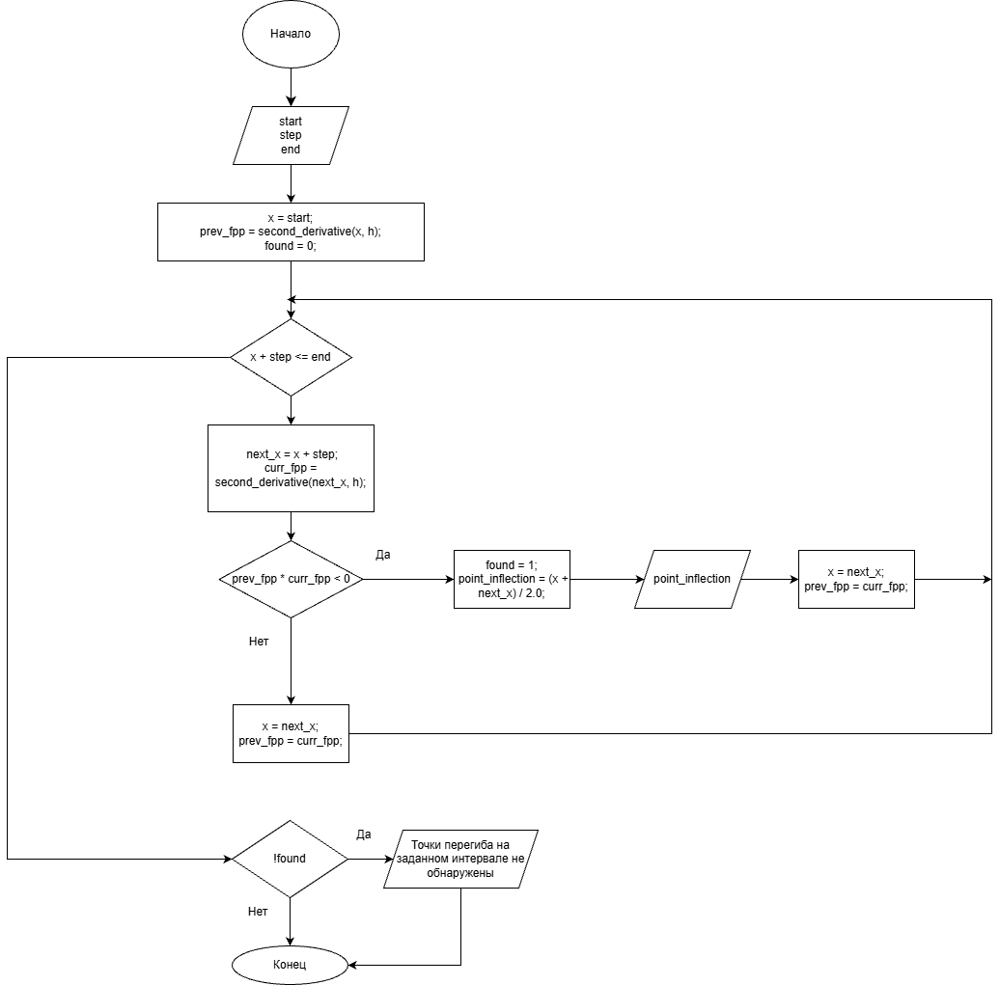 Начало
start
step
end
x = start;
prev_fpp = second_derivative(x, h);
found = 0;
x + step <= end
next_x = x + step;
curr_fpp =
second_derivative(next_x, h);
prev_fpp * curr_fpp < 0
Да
found = 1;
point_inflection = (x +
next_x) / 2.0;
point_inflection
x = next_x;
prev_fpp = curr_fpp;
Нет
x = next_x;
prev_fpp = curr_fpp;
!found
Да
Точки перегиба на
заданном интервале не
обнаружены
Нет
Конец